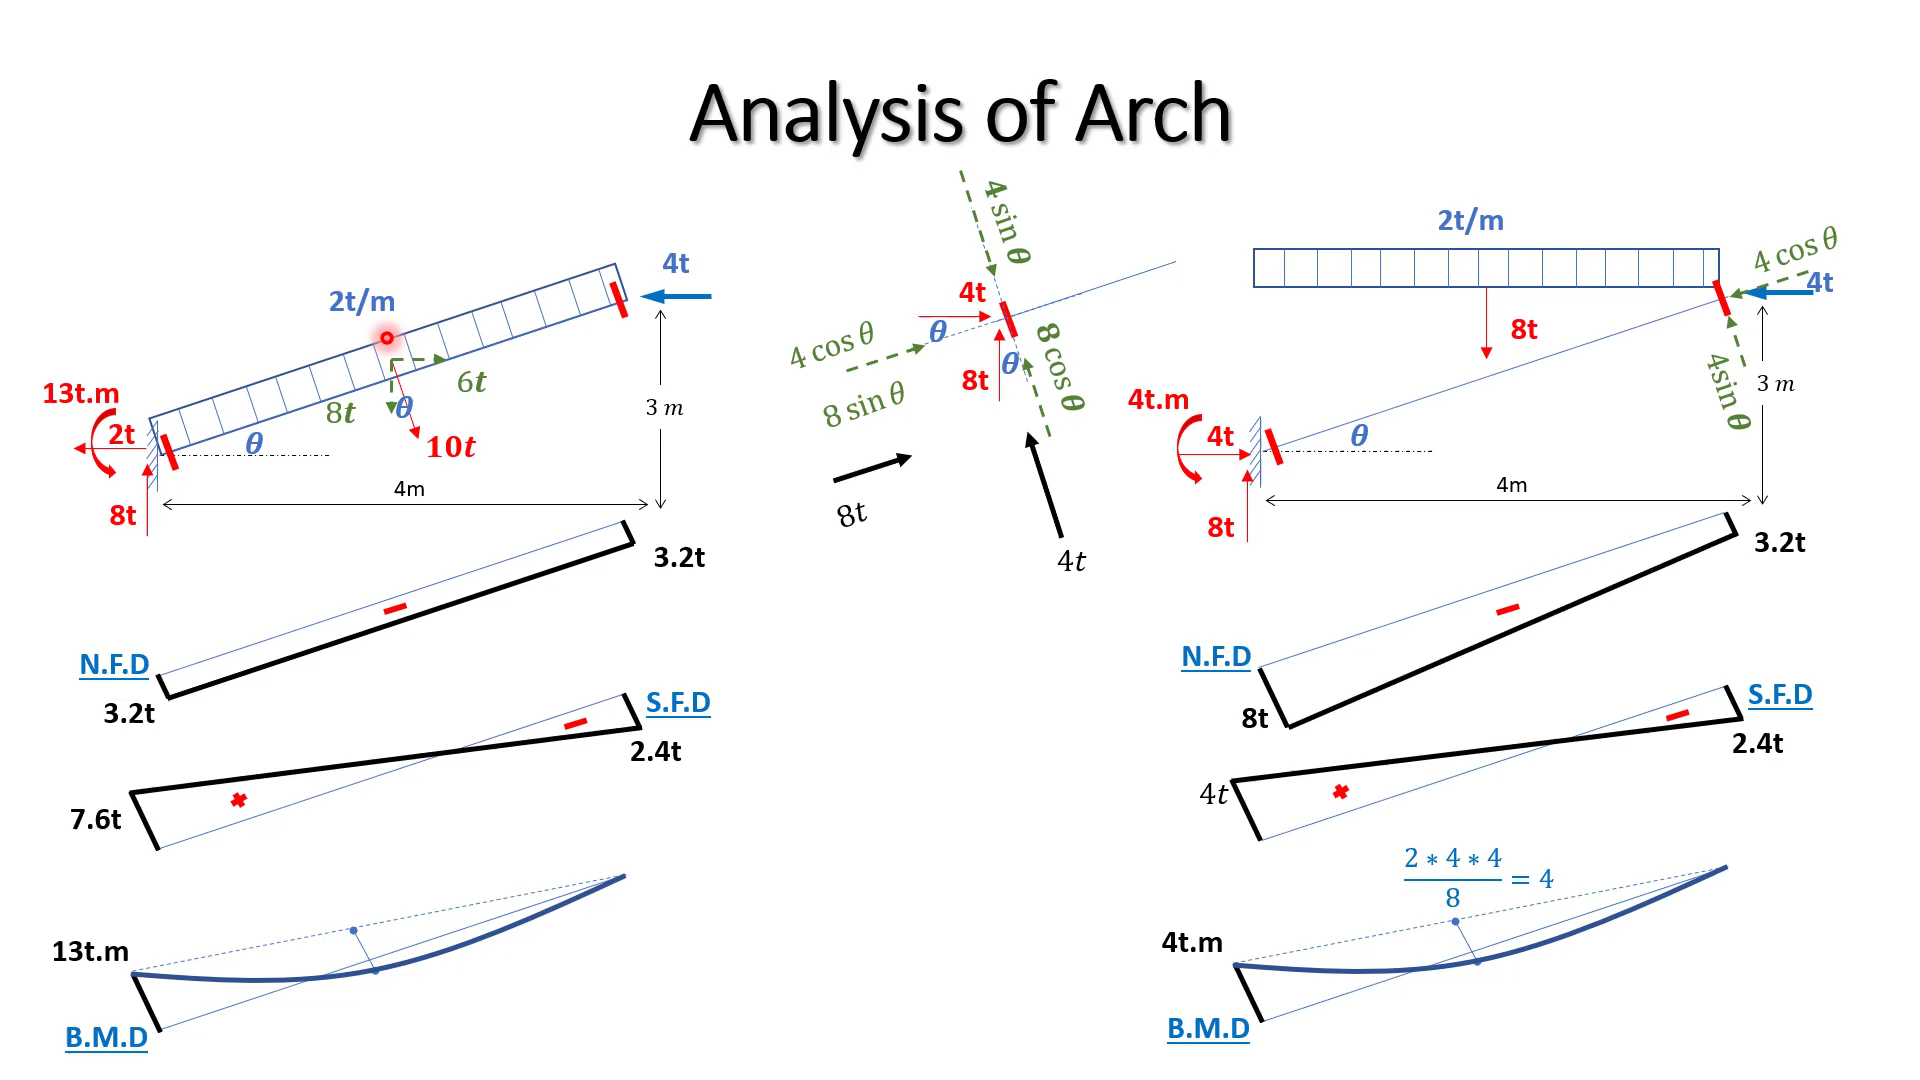 Analysis of Arch
2t/m
4t
13t.m
2t
8t
θ
8t
θ
6t
10t
3 m
4m
N.F.D
3.2t
3.2t
S.F.D
2.4t
7.6t
13t.m
B.M.D
4 sin θ
4t
θ
4 cos θ
8 sin θ
8t
θ
8 cos θ
8t
4t
2t/m
4 cos θ
4t
8t
4sin θ
3 m
4t.m
4t
8t
θ
4m
N.F.D
3.2t
8t
S.F.D
2.4t
4t
2 ∗ 4 ∗ 4
8
= 4
4t.m
B.M.D